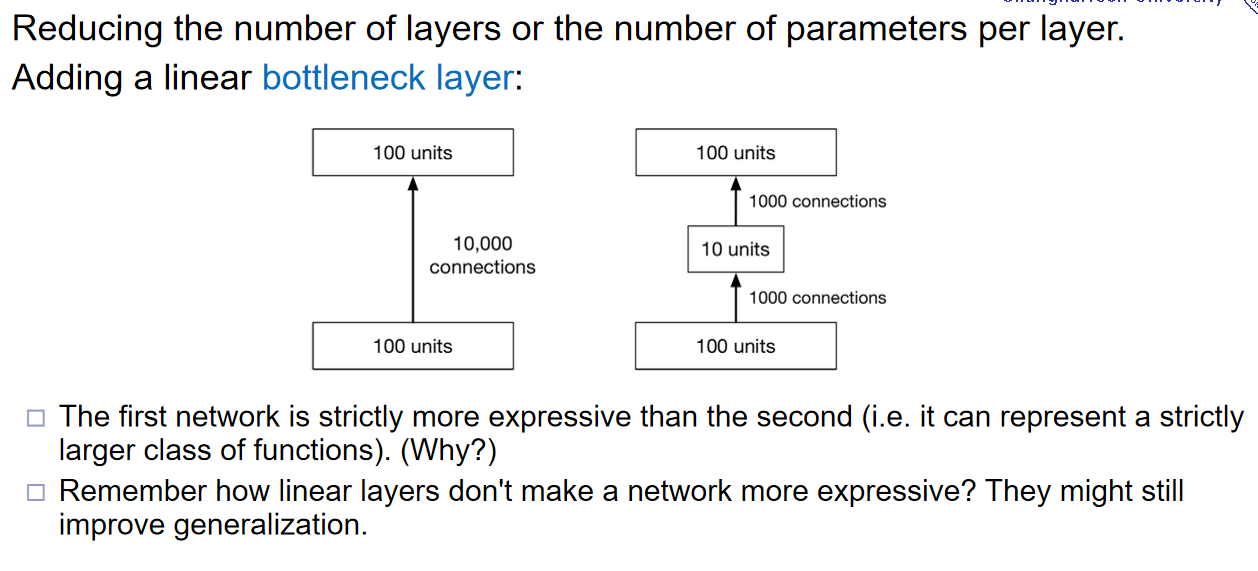 Reducing the number of layers or the number of parameters per layer.
Adding a linear bottleneck layer:
100 units
10,000
connections
100 units
100 units
1000 connections
10 units
1000 connections
100 units
The first network is strictly more expressive than the second (i.e. it can represent a strictly
larger class of functions). (Why?)
Remember how linear layers don't make a network more expressive? They might still
improve generalization.